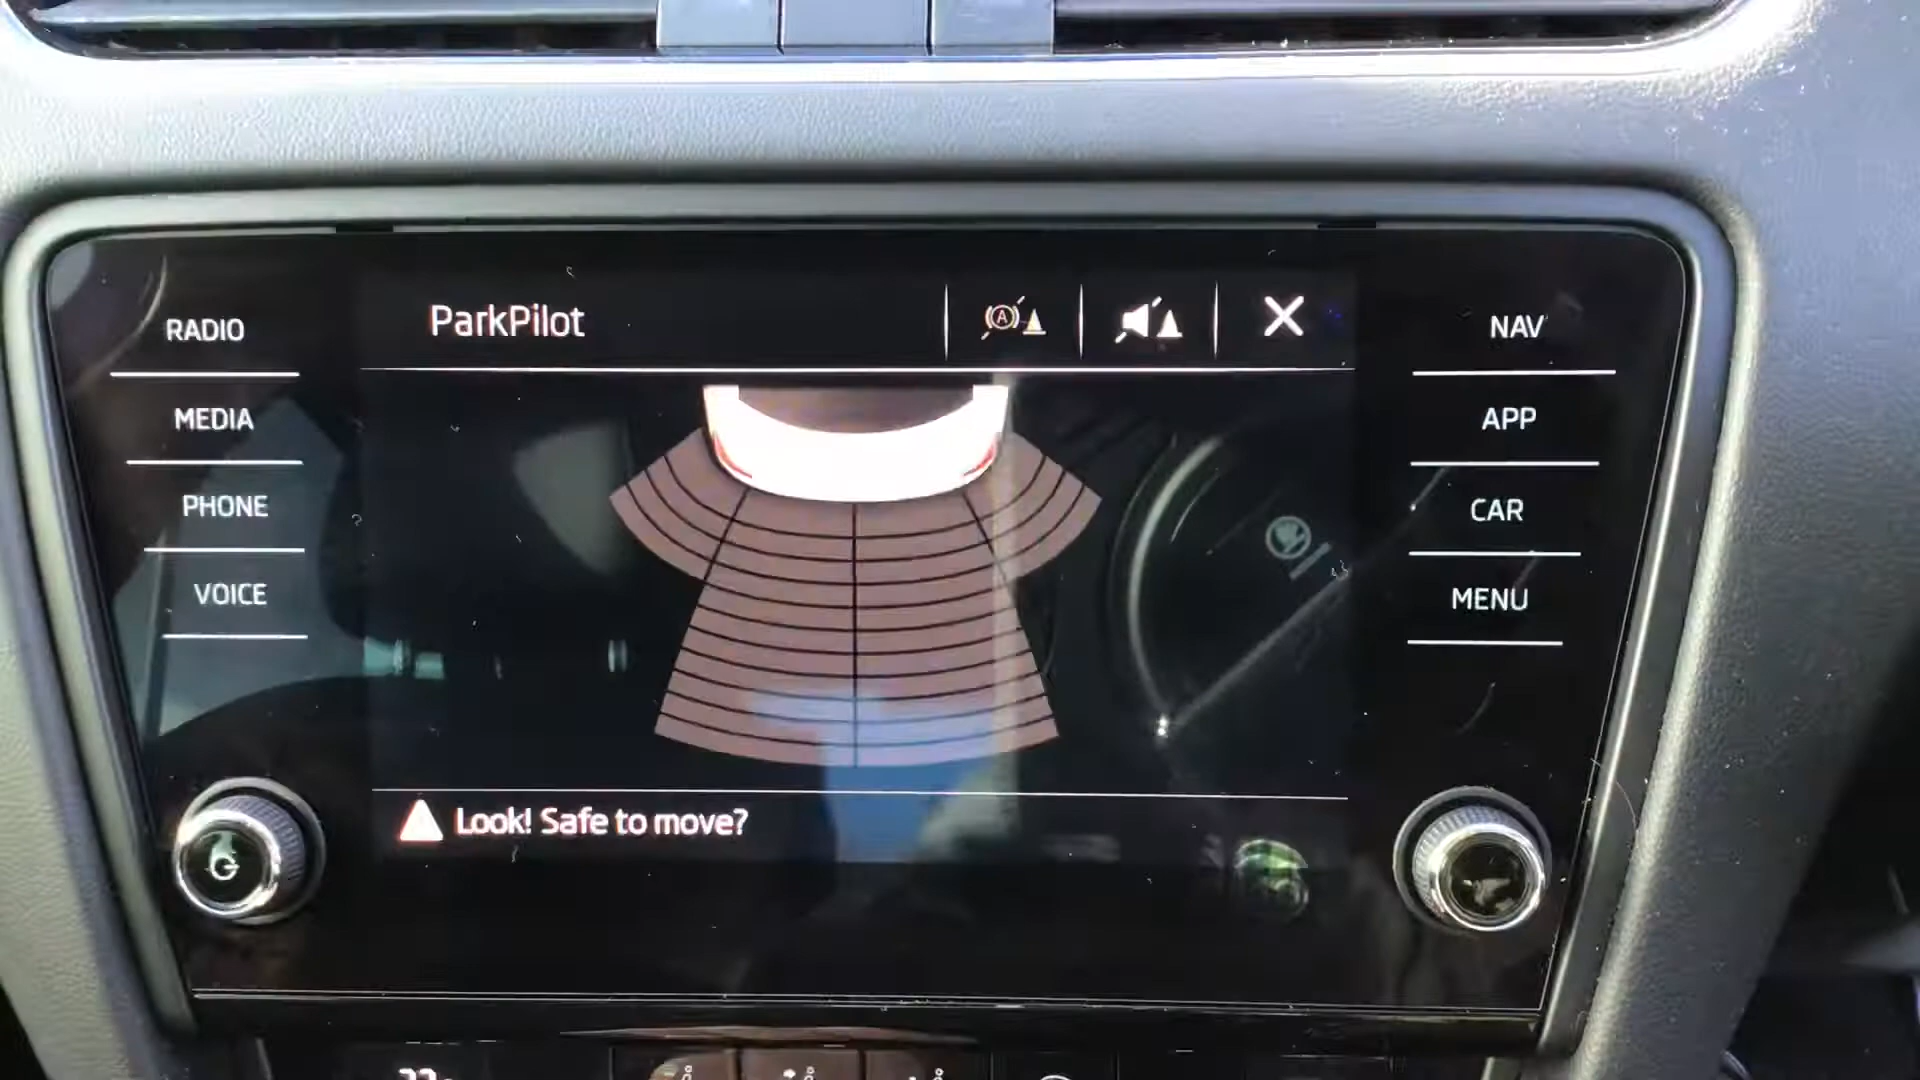 RADIO
MEDIA
PHONE
VOICE
ParkPilot
A
NAV
APP
CAR
MENU
Look! Safe to move?